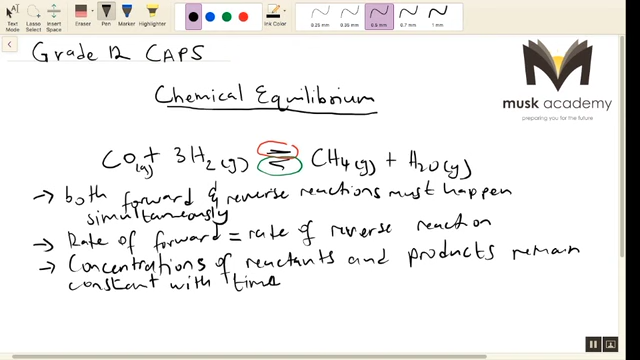 Select
Lasso Select
Insert Space
Eraser
Pen
Marker
Highlighter
Ink Color
0.25 mm
0.35 mm
0.5 mm
0.7 mm
1 mm
Grade 12 CAPS
Chemical Equilibrium
musk academy
preparing you for the future
CO(g) + 3H2(g) ⇌ CH4(g) + H2O(g)
→ both forward & reverse reactions must happen
simultaneously
→ Rate of forward = rate of reverse reaction
→ Concentrations of reactants and products remain
constant with time